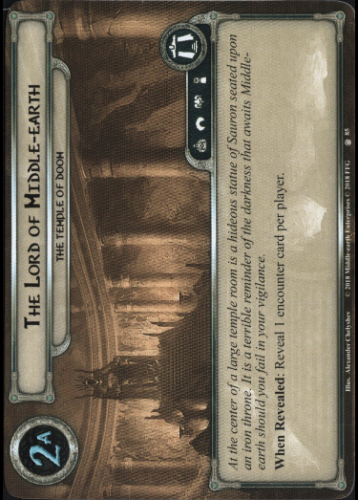 2A
THE LORD OF MIDDLE-EARTH
THE TEMPLE OF DOOM
At the center of a large temple room is a hideous statue of Sauron seated upon
an iron throne. It is a terrible reminder of the darkness that awaits Middle-
earth should you fail in your vigilance.
When Revealed: Reveal 1 encounter card per player.
Illus. Alexander Chelyshev © 2018 Middle-earth Enterprises © 2018 FFG 85